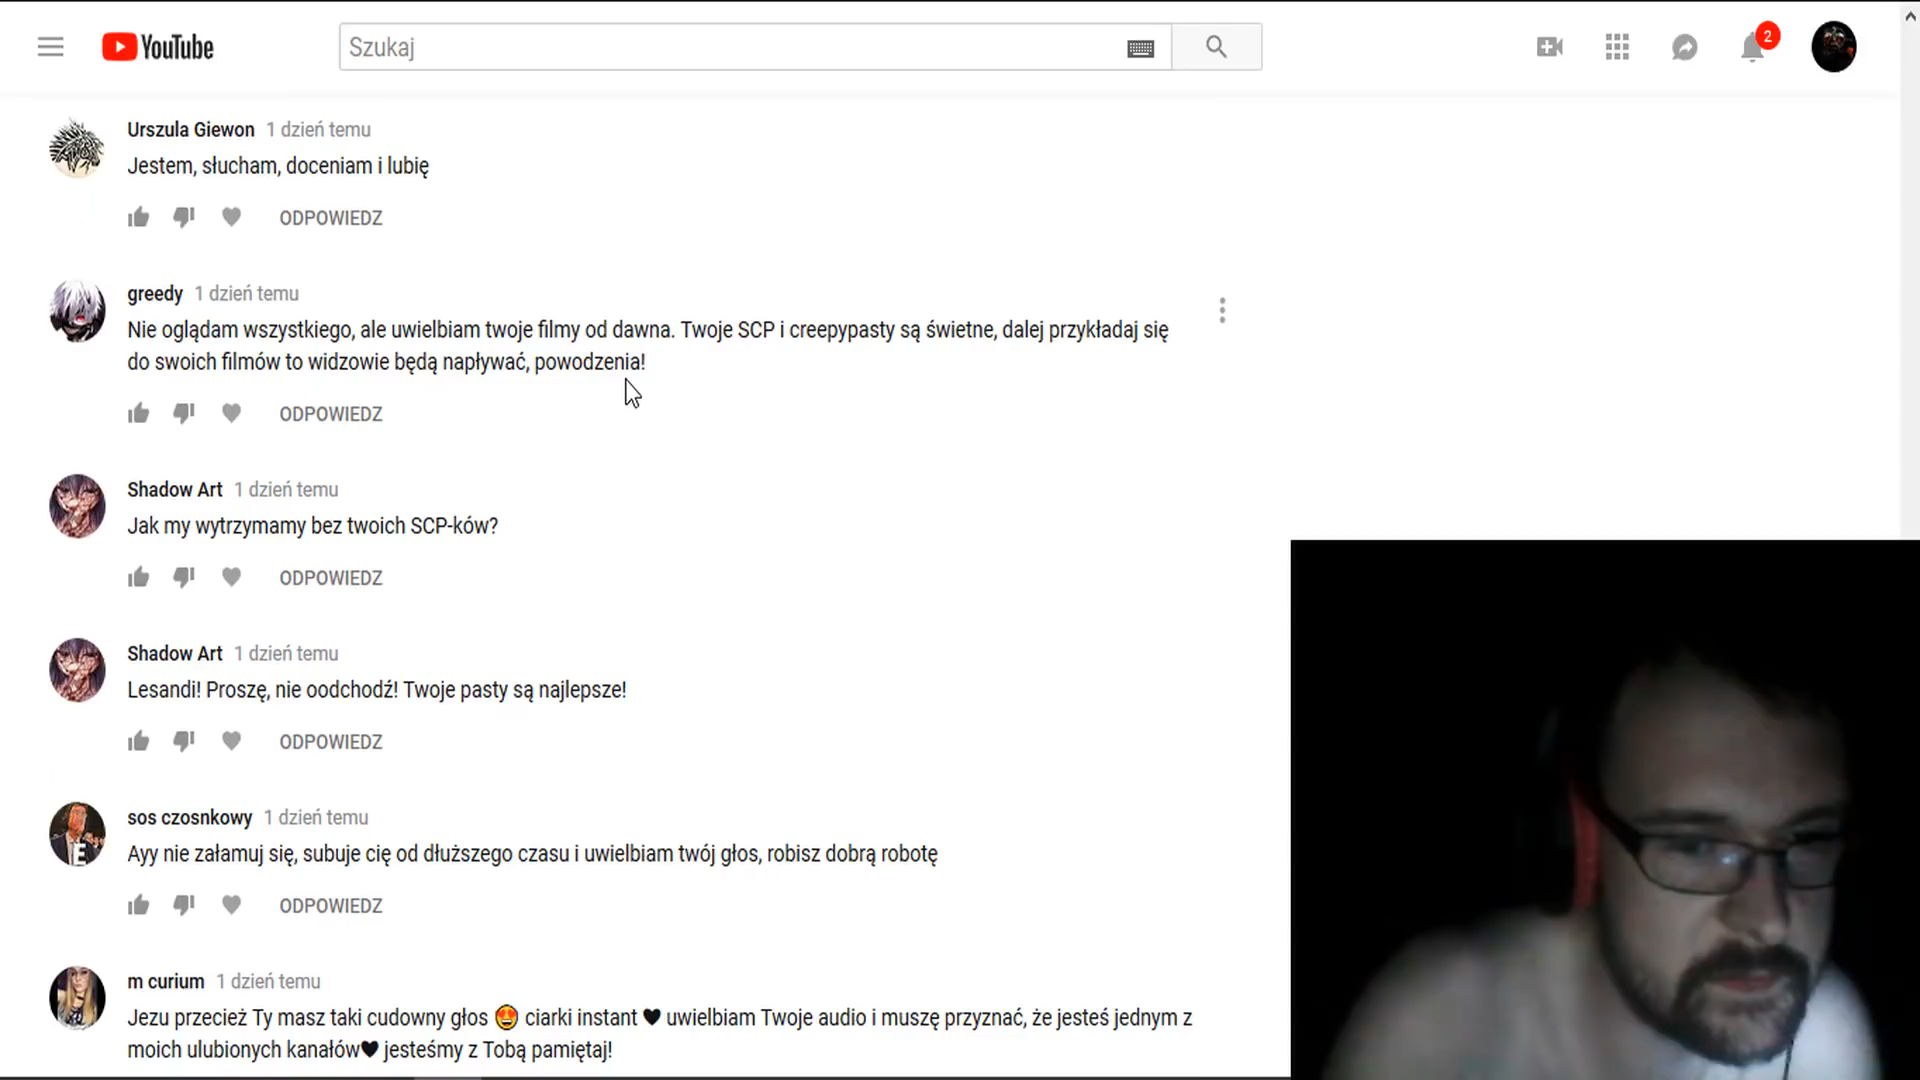 YouTube
Szukaj
2
Urszula Giewon 1 dzień temu
Jestem, słucham, doceniam i lubię
ODPOWIEDZ
greedy 1 dzień temu
Nie oglądam wszystkiego, ale uwielbiam twoje filmy od dawna. Twoje SCP i creepypasty są świetne, dalej przykładaj się
do swoich filmów to widzowie będą napływać, powodzenia!
ODPOWIEDZ
Shadow Art 1 dzień temu
Jak my wytrzymamy bez twoich SCP-ków?
ODPOWIEDZ
Shadow Art 1 dzień temu
Lesandi! Proszę, nie oodchodź! Twoje pasty są najlepsze!
ODPOWIEDZ
E
sos czosnkowy 1 dzień temu
Ayy nie załamuj się, subuje cię od dłuższego czasu i uwielbiam twój głos, robisz dobrą robotę
ODPOWIEDZ
m curium 1 dzień temu
Jezu przecież Ty masz taki cudowny głos 😍 ciarki instant ♥ uwielbiam Twoje audio i muszę przyznać, że jesteś jednym z
moich ulubionych kanałów♥ jesteśmy z Tobą pamiętaj!